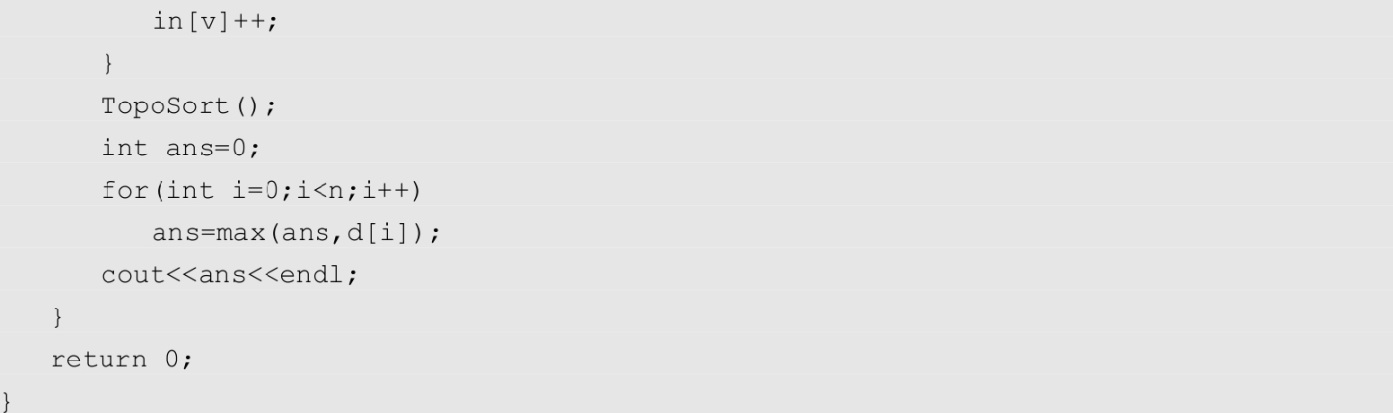 in[v]++;
}
TopoSort();
int ans=0;
for(int i=0;i<n;i++)
ans=max(ans,d[i]);
cout<<ans<<endl;
}
return 0;
}